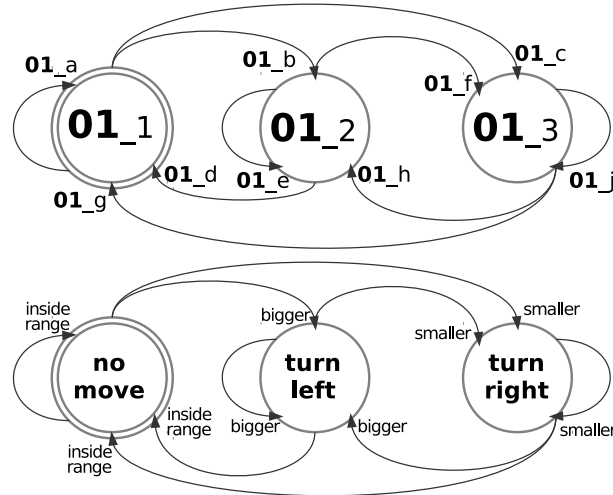 01_a
01_b
01_c
01_f
01_1
01_2
01_3
01_d
01_e
01_h
01_j
01_g
inside
range
bigger
smaller
smaller
no
move
turn
left
turn
right
inside
range
bigger
bigger
smaller
inside
range